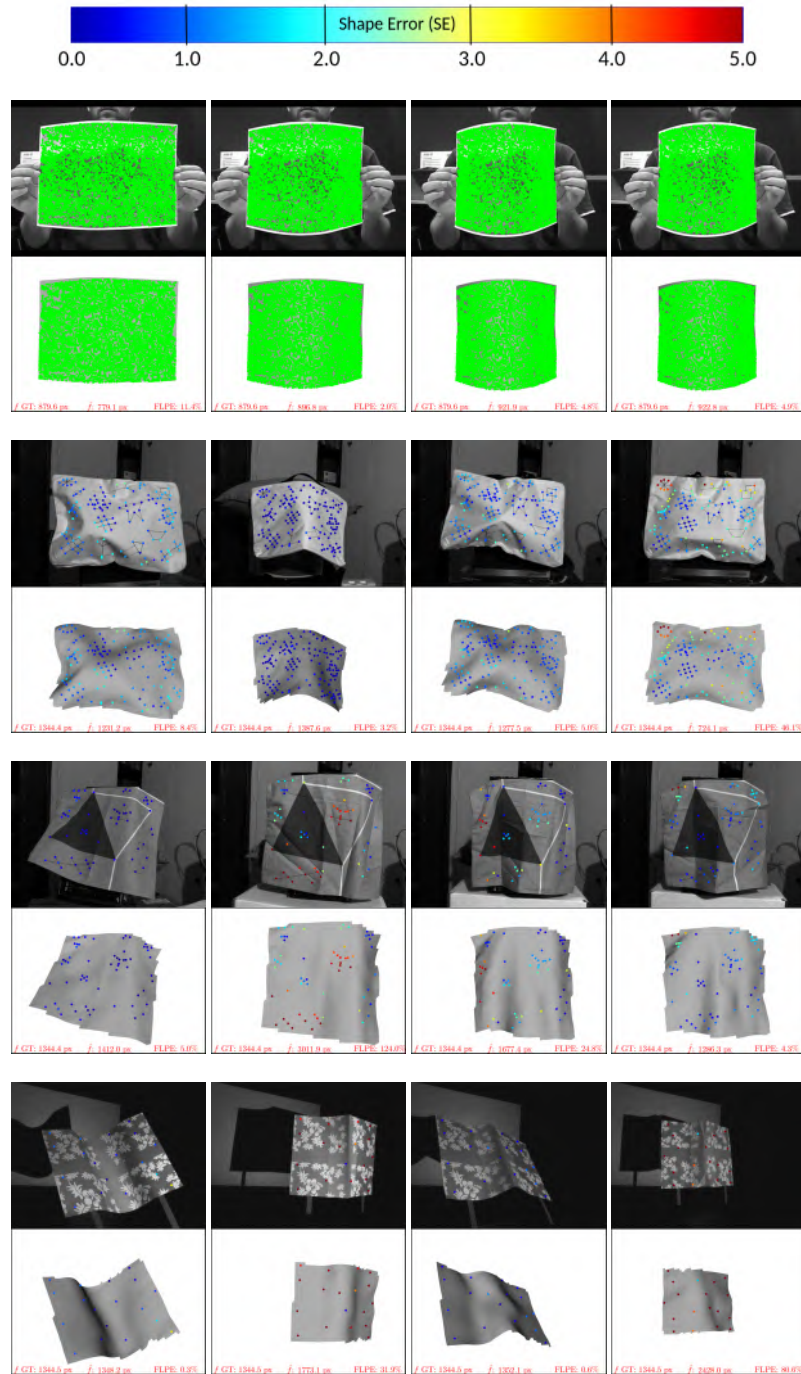 Shape Error (SE)
0.0 1.0 2.0 3.0 4.0 5.0
f GT: 879.6 px f̂: 779.1 px FLPE: 11.4% f GT: 879.6 px f̂: 896.8 px FLPE: 2.0% f GT: 879.6 px f̂: 921.9 px FLPE: 4.8% f GT: 879.6 px f̂: 922.8 px FLPE: 4.9%
f GT: 1344.4 px f̂: 1231.2 px FLPE: 8.4% f GT: 1344.4 px f̂: 1387.6 px FLPE: 3.2% f GT: 1344.4 px f̂: 1277.5 px FLPE: 5.0% f GT: 1344.4 px f̂: 724.1 px FLPE: 46.1%
f GT: 1344.4 px f̂: 1412.0 px FLPE: 5.0% f GT: 1344.4 px f̂: 3011.9 px FLPE: 124.0% f GT: 1344.4 px f̂: 1677.4 px FLPE: 24.8% f GT: 1344.4 px f̂: 1286.3 px FLPE: 4.3%
f GT: 1344.5 px f̂: 1348.2 px FLPE: 0.3% f GT: 1344.5 px f̂: 1773.1 px FLPE: 31.9% f GT: 1344.5 px f̂: 1352.1 px FLPE: 0.6% f GT: 1344.5 px f̂: 2428.0 px FLPE: 80.6%